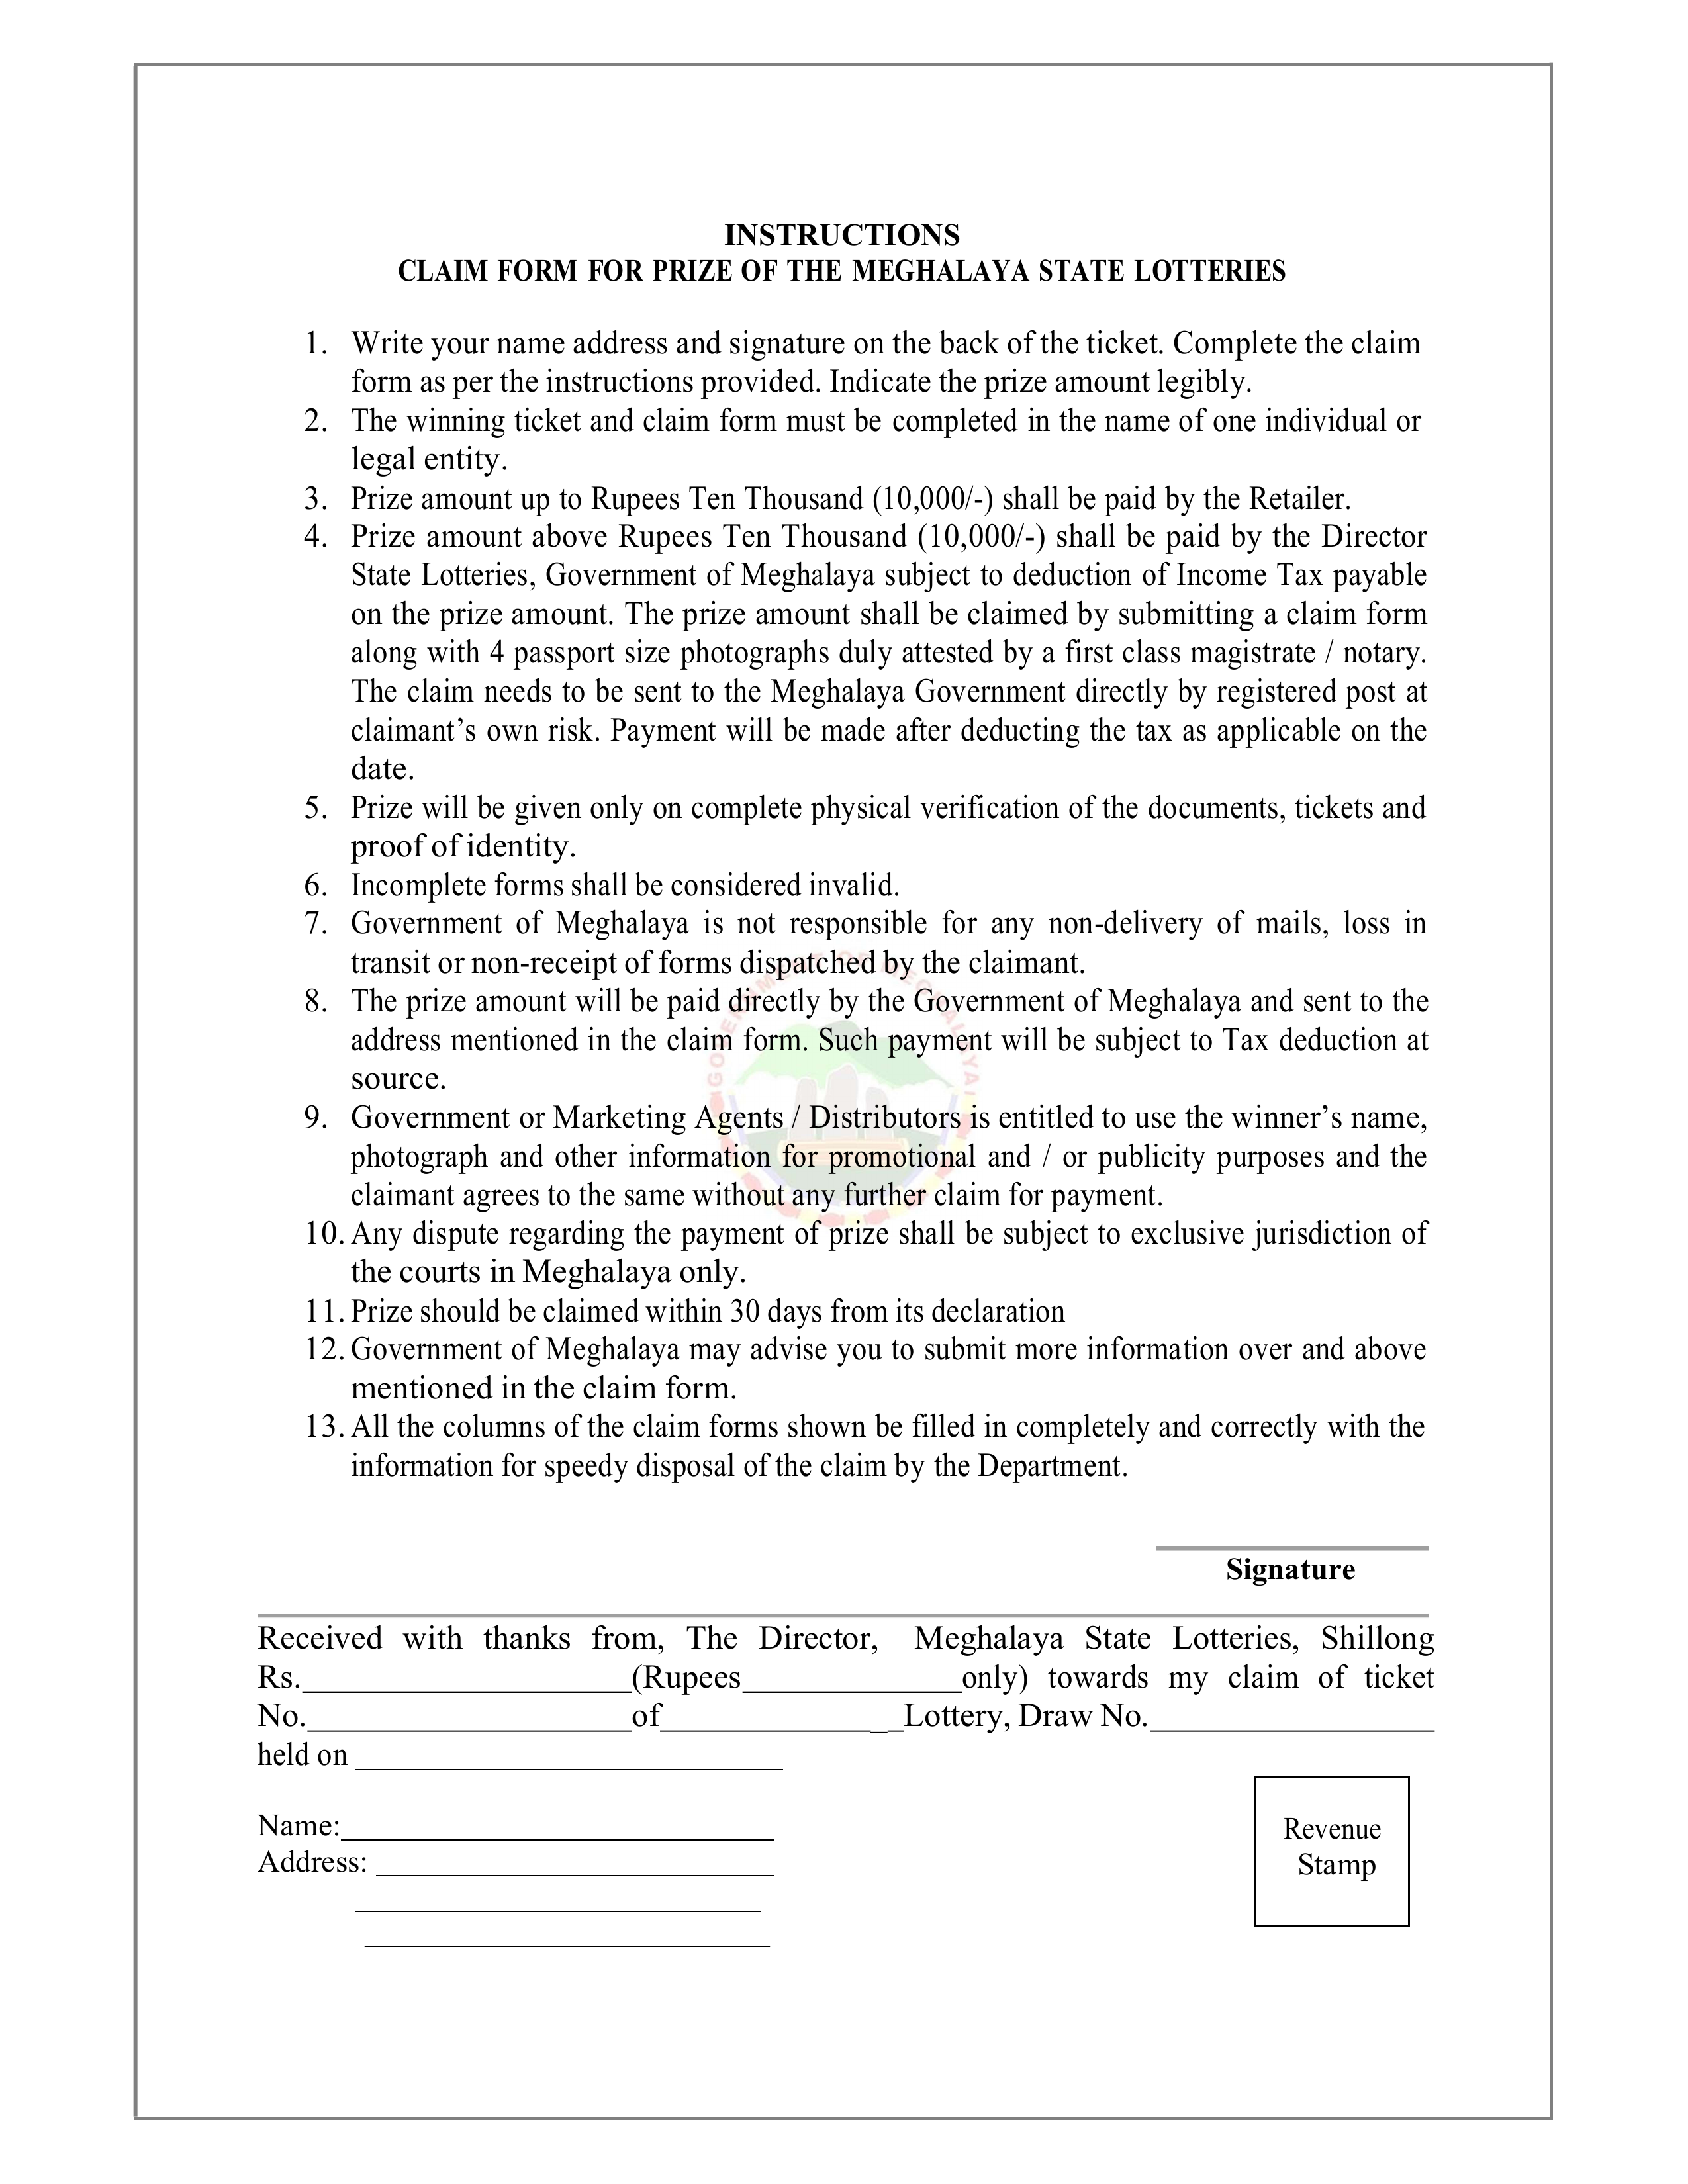 INSTRUCTIONS
CLAIM FORM FOR PRIZE OF THE MEGHALAYA STATE LOTTERIES
1. Write your name address and signature on the back of the ticket. Complete the claim
form as per the instructions provided. Indicate the prize amount legibly.
2. The winning ticket and claim form must be completed in the name of one individual or
legal entity.
3. Prize amount up to Rupees Ten Thousand (10,000/-) shall be paid by the Retailer.
4. Prize amount above Rupees Ten Thousand (10,000/-) shall be paid by the Director
State Lotteries, Government of Meghalaya subject to deduction of Income Tax payable
on the prize amount. The prize amount shall be claimed by submitting a claim form
along with 4 passport size photographs duly attested by a first class magistrate / notary.
The claim needs to be sent to the Meghalaya Government directly by registered post at
claimant’s own risk. Payment will be made after deducting the tax as applicable on the
date.
5. Prize will be given only on complete physical verification of the documents, tickets and
proof of identity.
6. Incomplete forms shall be considered invalid.
7. Government of Meghalaya is not responsible for any non-delivery of mails, loss in
transit or non-receipt of forms dispatched by the claimant.
8. The prize amount will be paid directly by the Government of Meghalaya and sent to the
address mentioned in the claim form. Such payment will be subject to Tax deduction at
source.
9. Government or Marketing Agents / Distributors is entitled to use the winner’s name,
photograph and other information for promotional and / or publicity purposes and the
claimant agrees to the same without any further claim for payment.
10. Any dispute regarding the payment of prize shall be subject to exclusive jurisdiction of
the courts in Meghalaya only.
11. Prize should be claimed within 30 days from its declaration
12. Government of Meghalaya may advise you to submit more information over and above
mentioned in the claim form.
13. All the columns of the claim forms shown be filled in completely and correctly with the
information for speedy disposal of the claim by the Department.
GOVERNMENT OF MEGHALAYA
Signature
Received with thanks from, The Director, Meghalaya State Lotteries, Shillong
Rs.____________________(Rupees_____________only) towards my claim of ticket
No.____________________of_____________ _ _Lottery, Draw No.__________________
held on __________________________
Name:___________________________
Address: _________________________
Revenue
Stamp